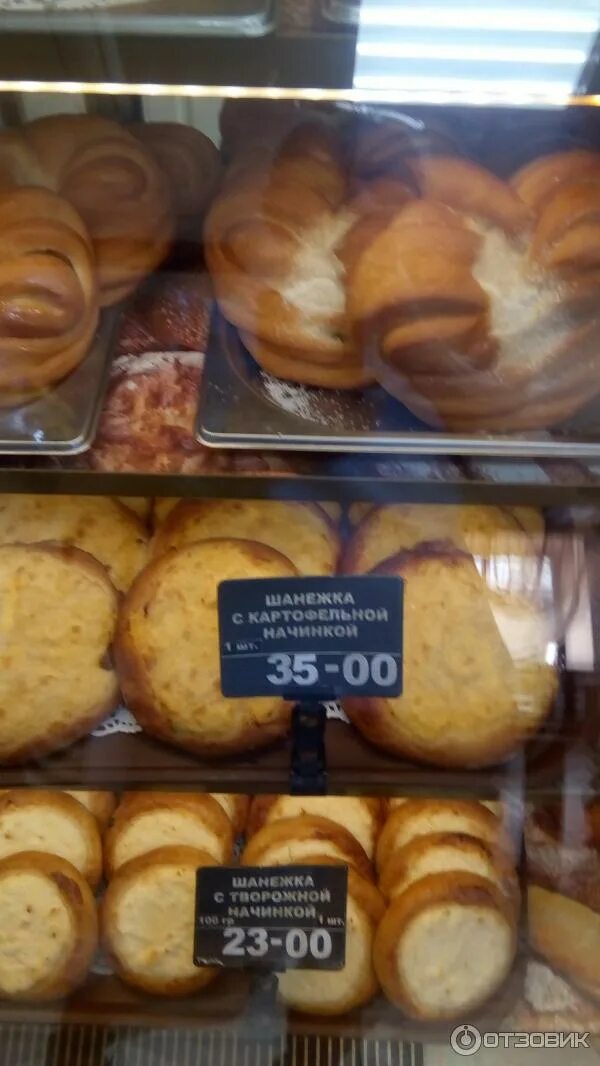 ШАНЕЖКА
С КАРТОФЕЛЬНОЙ
НАЧИНКОЙ
1 шт.
35-00
ШАНЕЖКА
С ТВОРОЖНОЙ
НАЧИНКОЙ
100 гр. 1 шт.
23-00
ОТЗОВИК